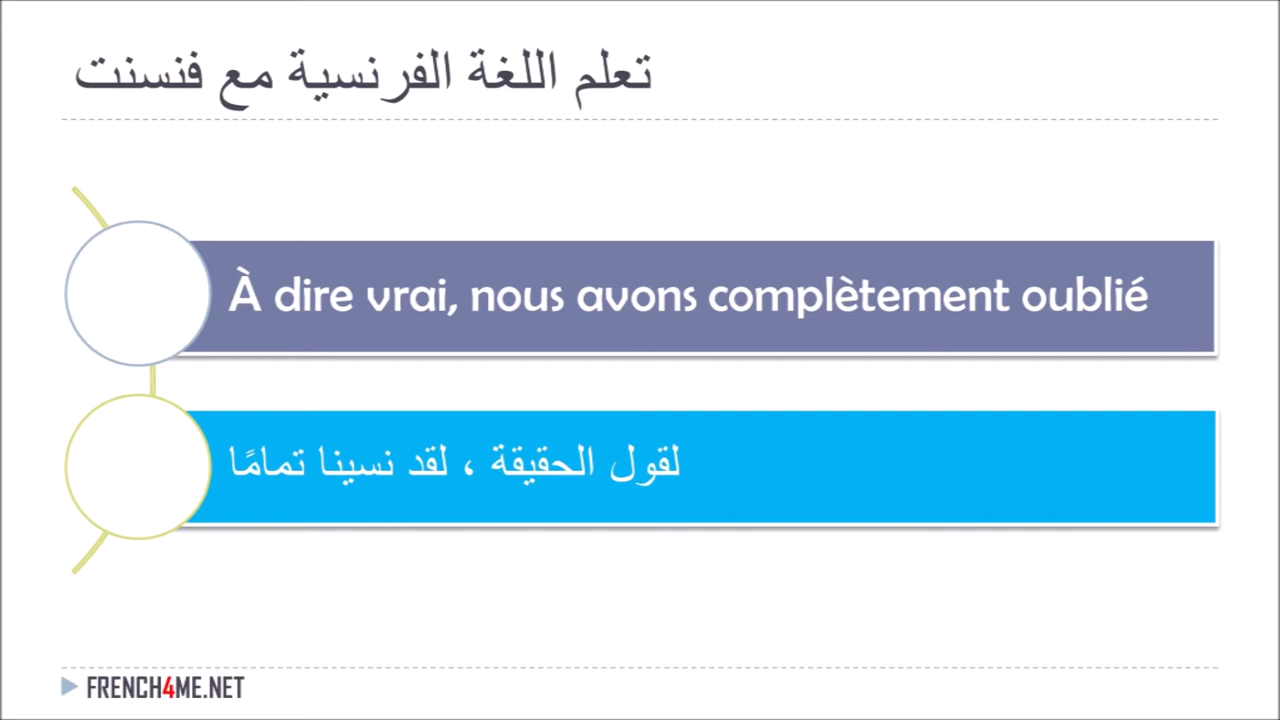 تعلم اللغة الفرنسية مع فنسنت
À dire vrai, nous avons complètement oublié
لقول الحقيقة ، لقد نسينا تمامًا
FRENCH4ME.NET